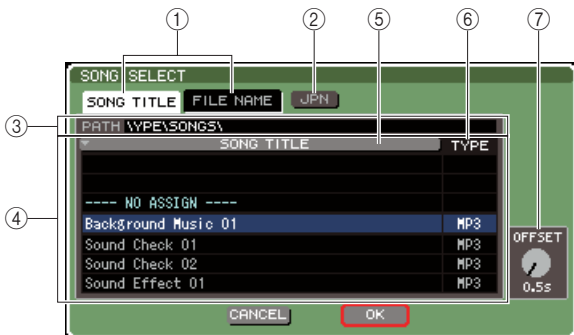 ① ② ⑤ ⑥ ⑦
SONG SELECT
SONG TITLE FILE NAME JPN
③ PATH \YPE\SONGS\
SONG TITLE TYPE
---- NO ASSIGN ----
④ Background Music 01 MP3
Sound Check 01 MP3
Sound Check 02 MP3
Sound Effect 01 MP3
OFFSET
0.5s
CANCEL OK